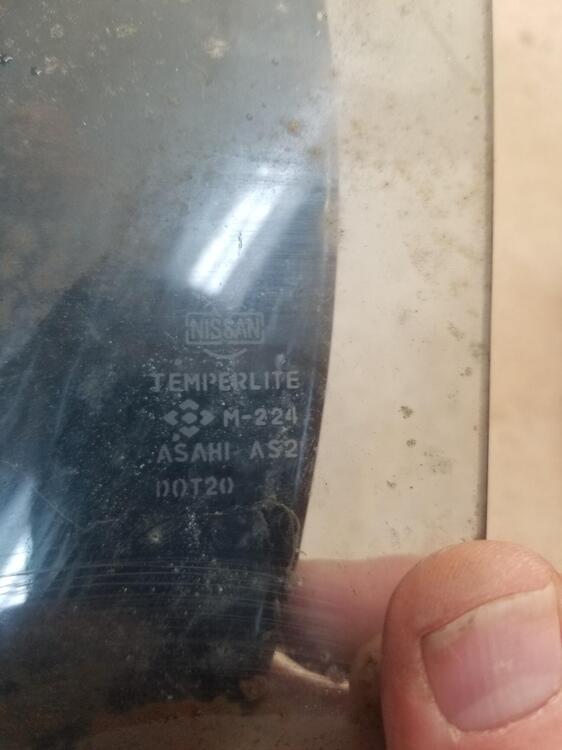 NISSAN
TEMPERLITE
M-224
ASAHI AS2
DOT20